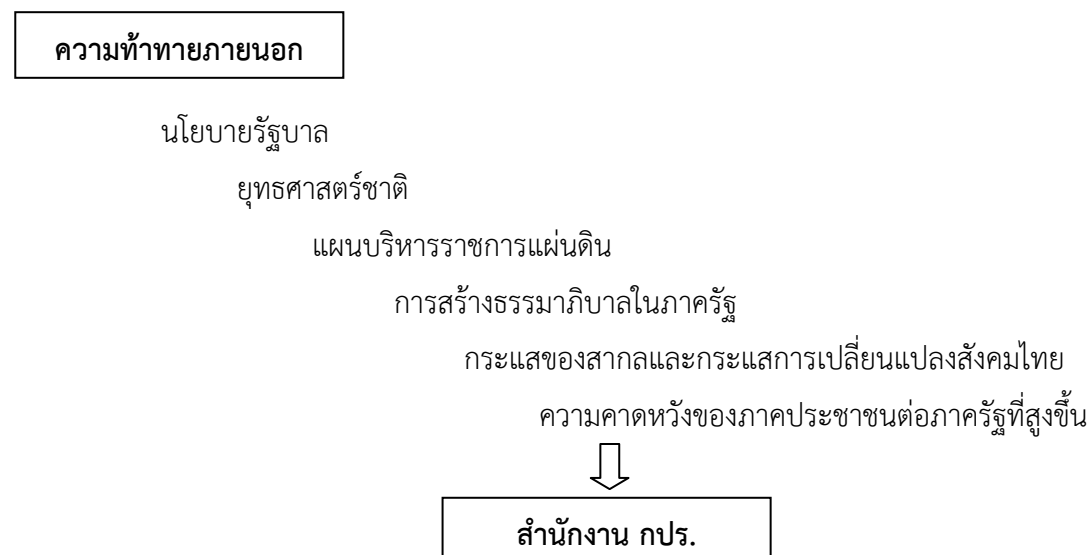 ความท้าทายภายนอก
นโยบายรัฐบาล
ยุทธศาสตร์ชาติ
แผนบริหารราชการแผ่นดิน
การสร้างธรรมาภิบาลในภาครัฐ
กระแสของสากลและกระแสการเปลี่ยนแปลงสังคมไทย
ความคาดหวังของภาคประชาชนต่อภาครัฐที่สูงขึ้น
สำนักงาน กปร.